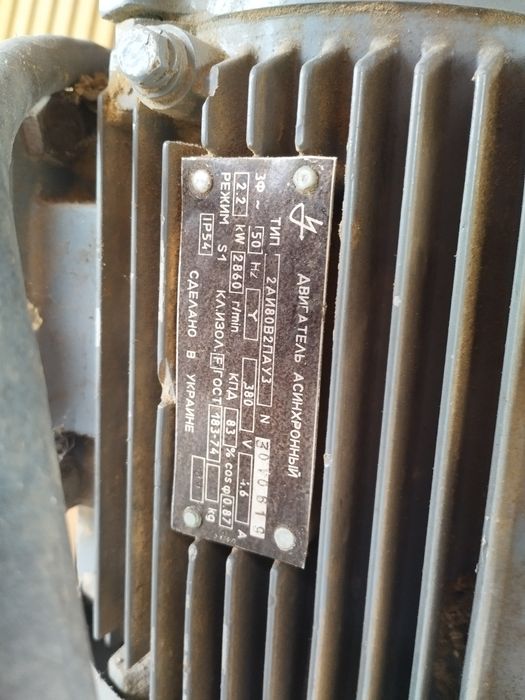 ДВИГАТЕЛЬ АСИНХРОННЫЙ
ТИП 2АИ80В2ПАУ3 N
3Ф ~ 50 Hz Y 380 V 4.6 A
2.2 kW 2860 r/min. КПД 83 % cos φ 0.87
РЕЖИМ S1 КЛ.ИЗОЛ. F ГОСТ 183-74 kg
IP54 СДЕЛАНО В УКРАИНЕ